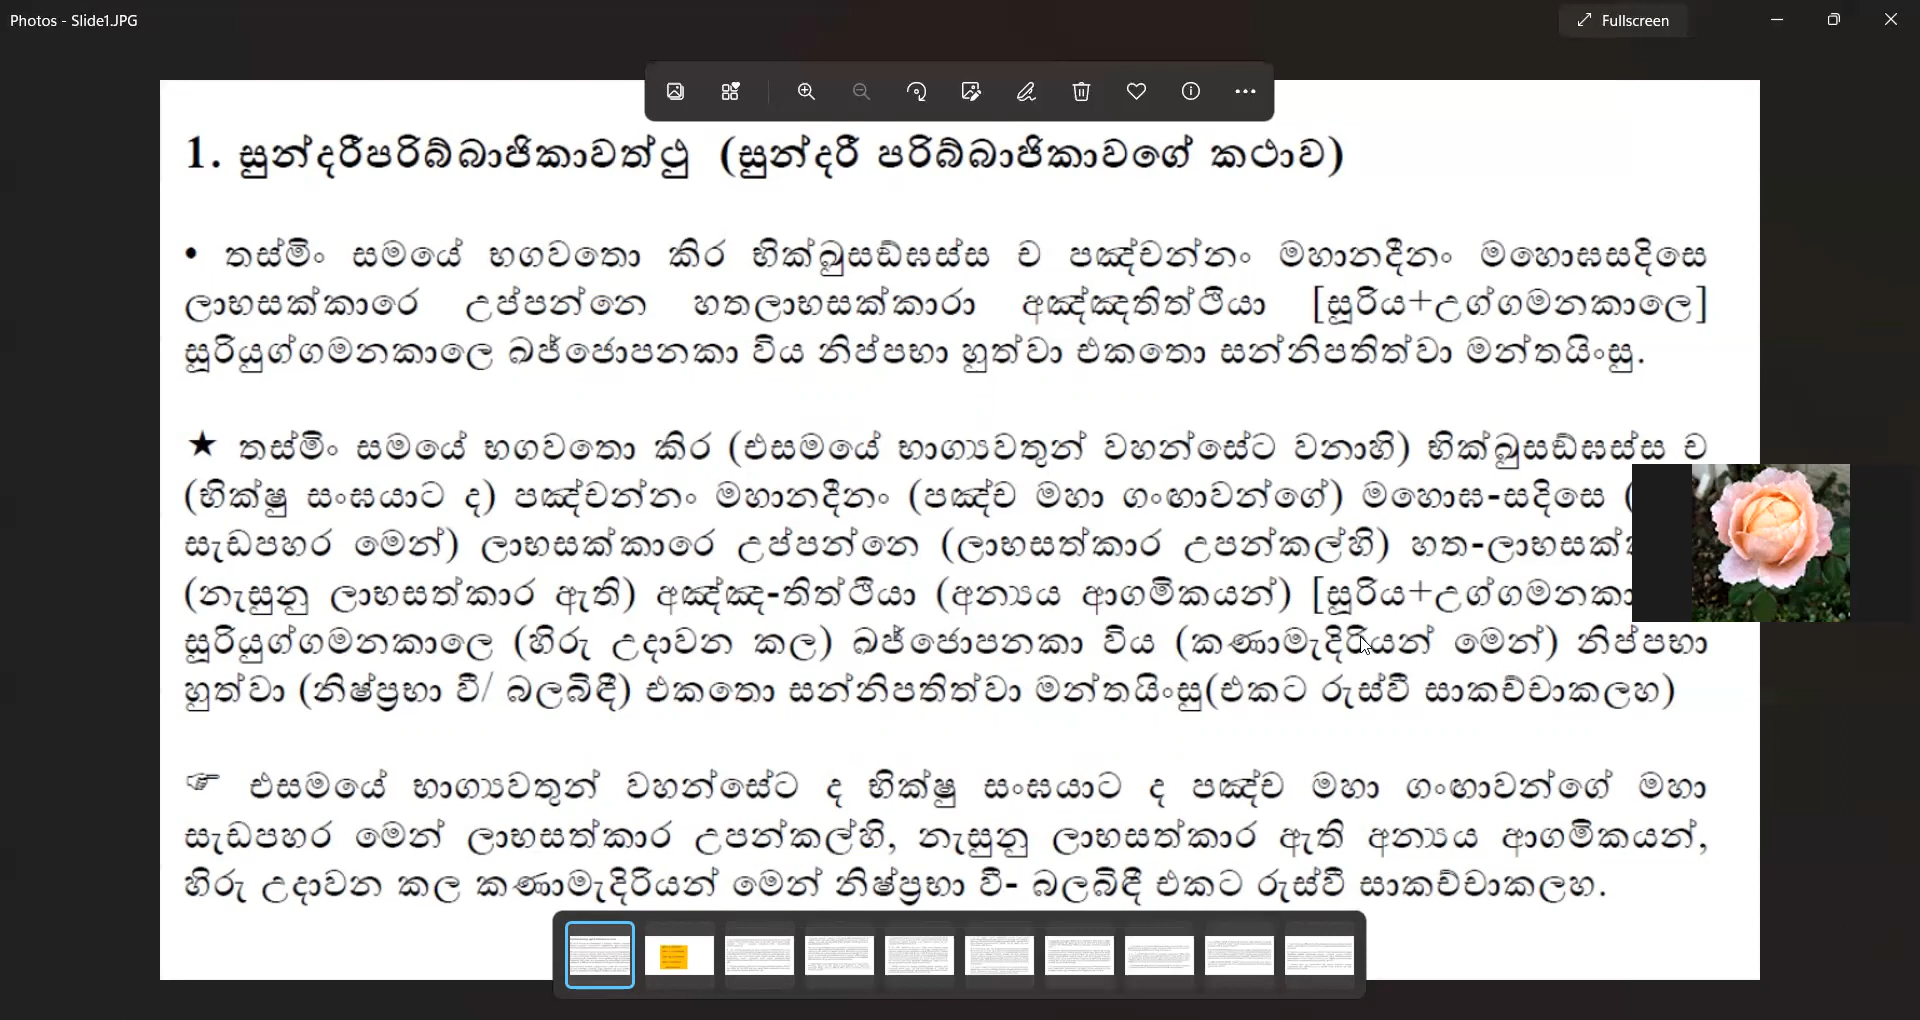 Photos - Slide1.JPG
Fullscreen
1. සුන්දරීපරිබ්බාජිකාවත්ථු (සුන්දරී පරිබ්බාජිකාවගේ කථාව)
• තස්මිං සමයේ භගවතො කිර භික්ඛුසඬ්ඝස්ස ච පඤ්චන්නං මහානදීනං මහොඝසදිසෙ
ලාභසක්කාරෙ උප්පන්නෙ හතලාභසක්කාරා අඤ්ඤතිත්ථියා [සූරිය+උග්ගමනකාලෙ]
සූරියුග්ගමනකාලෙ ඛජ්ජොපනකා විය නිප්පභා හුත්වා එකතො සන්නිපතිත්වා මන්තයිංසු.
★ තස්මිං සමයේ භගවතො කිර (එසමයේ භාග්‍යවතුන් වහන්සේට වනාහි) භික්ඛුසඬ්ඝස්ස ච
(භික්ෂු සංඝයාට ද) පඤ්චන්නං මහානදීනං (පඤ්ච මහා ගංඟාවන්ගේ) මහොඝ-සදිසෙ (
සැඩපහර මෙන්) ලාභසක්කාරෙ උප්පන්නෙ (ලාභසත්කාර උපන්කල්හි) හත-ලාභසක්
(නැසුනු ලාභසත්කාර ඇති) අඤ්ඤ-තිත්ථියා (අන්‍යය ආගමිකයන්) [සූරිය+උග්ගමනකා
සූරියුග්ගමනකාලෙ (හිරු උදාවන කල) ඛජ්ජොපනකා විය (කණාමැදිරියන් මෙන්) නිප්පභා
හුත්වා (නිෂ්ප්‍රභා වී/ බලබිඳී) එකතො සන්නිපතිත්වා මන්තයිංසු(එකට රුස්වී සාකච්චාකලහ)
☞ එසමයේ භාග්‍යවතුන් වහන්සේට ද භික්ෂු සංඝයාට ද පඤ්ච මහා ගංඟාවන්ගේ මහා
සැඩපහර මෙන් ලාභසත්කාර උපන්කල්හි, නැසුනු ලාභසත්කාර ඇති අන්‍යය ආගමිකයන්,
හිරු උදාවන කල කණාමැදිරියන් මෙන් නිෂ්ප්‍රභා වී- බලබිඳී එකට රුස්වී සාකච්චාකලහ.